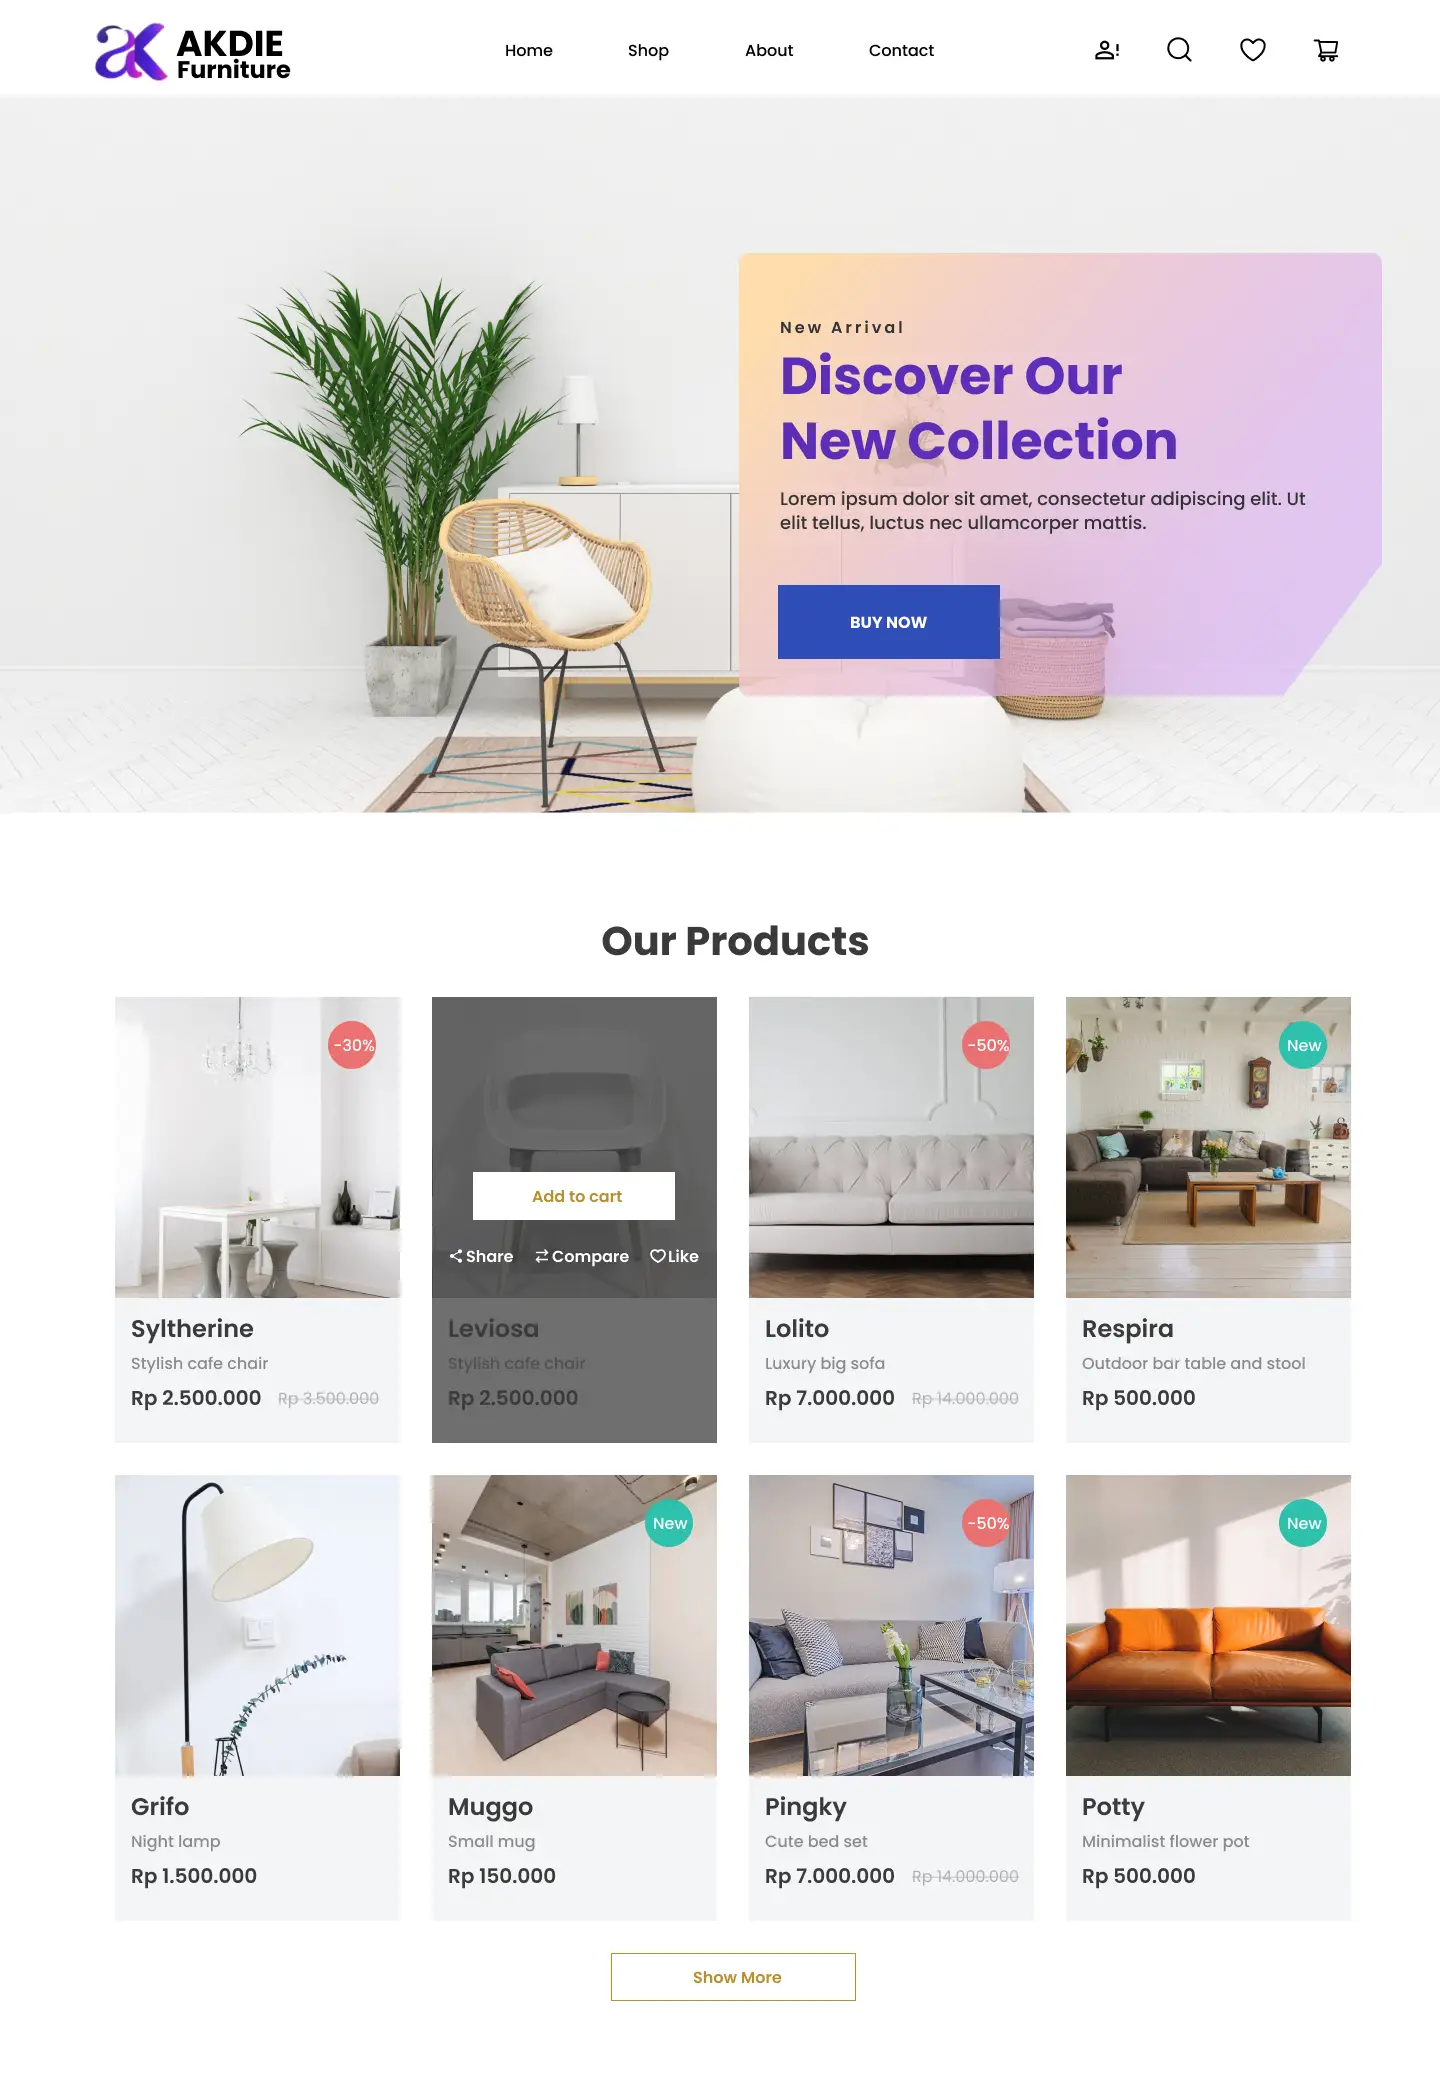 AKDIE
Furniture
Home
Shop
About
Contact
New Arrival
Discover Our
New Collection
Lorem ipsum dolor sit amet, consectetur adipiscing elit. Ut
elit tellus, luctus nec ullamcorper mattis.
BUY NOW
Our Products
-30%
Syltherine
Stylish cafe chair
Rp 2.500.000 Rp 3.500.000
Add to cart
Share Compare Like
Leviosa
Stylish cafe chair
Rp 2.500.000
-50%
Lolito
Luxury big sofa
Rp 7.000.000 Rp 14.000.000
New
Respira
Outdoor bar table and stool
Rp 500.000
Grifo
Night lamp
Rp 1.500.000
New
Muggo
Small mug
Rp 150.000
-50%
Pingky
Cute bed set
Rp 7.000.000 Rp 14.000.000
New
Potty
Minimalist flower pot
Rp 500.000
Show More